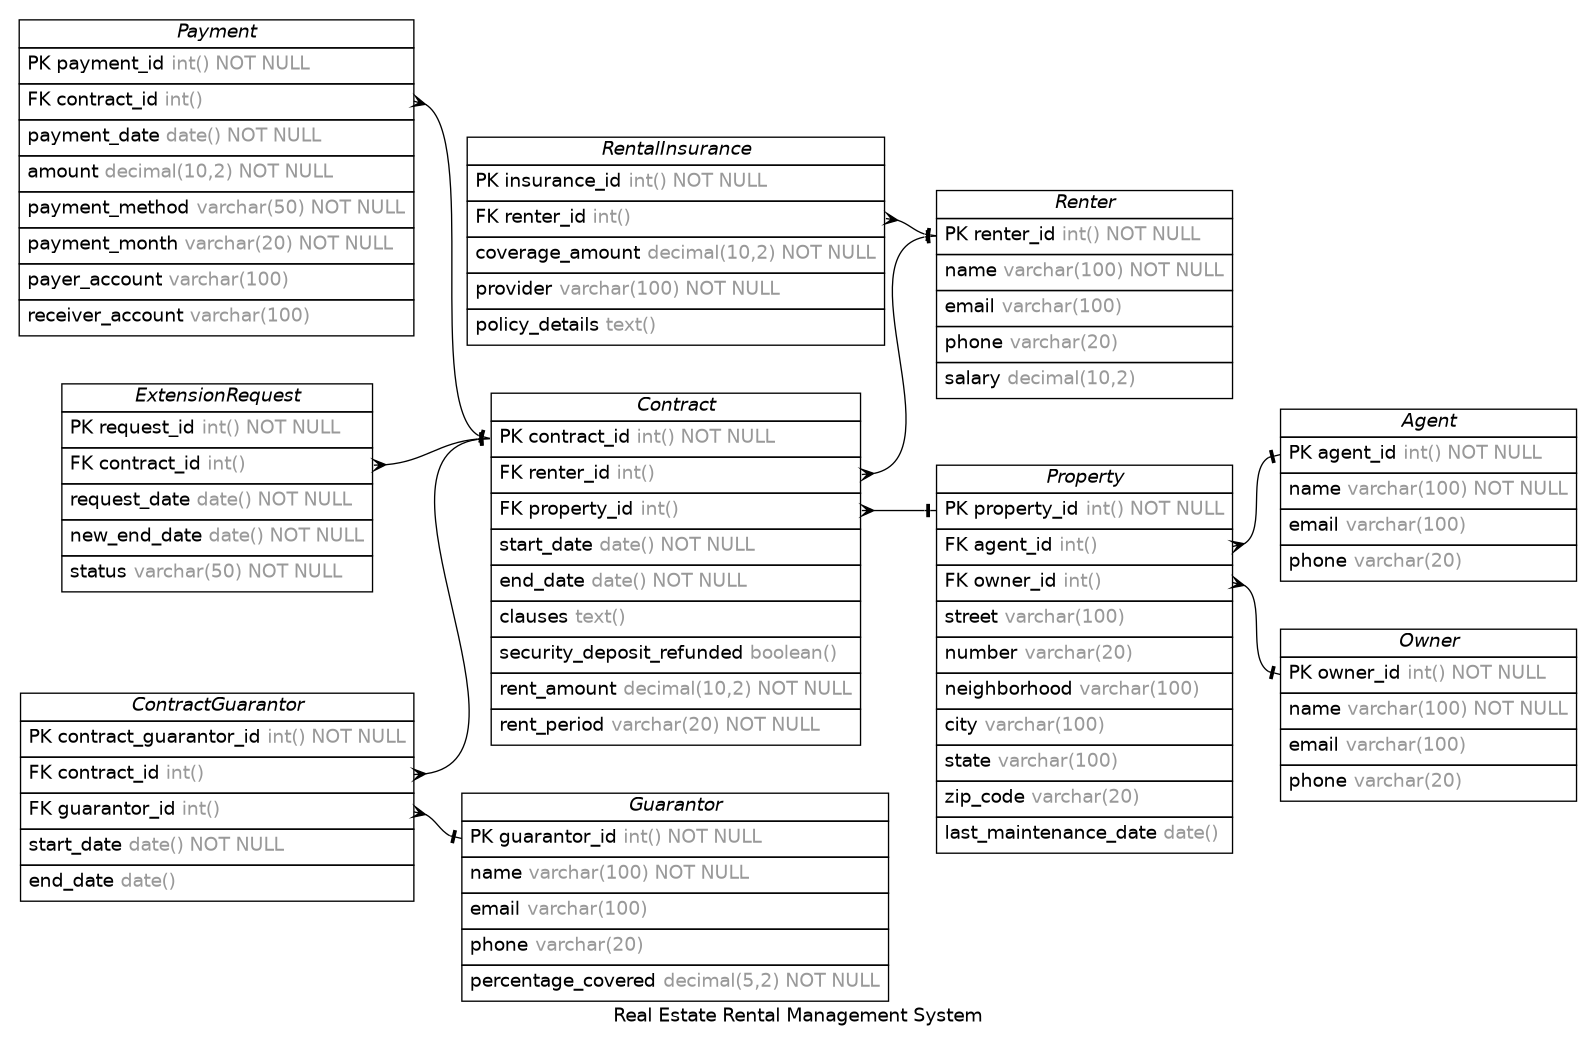 Payment
PK payment_id int() NOT NULL
FK contract_id int()
payment_date date() NOT NULL
amount decimal(10,2) NOT NULL
payment_method varchar(50) NOT NULL
payment_month varchar(20) NOT NULL
payer_account varchar(100)
receiver_account varchar(100)
ExtensionRequest
PK request_id int() NOT NULL
FK contract_id int()
request_date date() NOT NULL
new_end_date date() NOT NULL
status varchar(50) NOT NULL
ContractGuarantor
PK contract_guarantor_id int() NOT NULL
FK contract_id int()
FK guarantor_id int()
start_date date() NOT NULL
end_date date()
RentalInsurance
PK insurance_id int() NOT NULL
FK renter_id int()
coverage_amount decimal(10,2) NOT NULL
provider varchar(100) NOT NULL
policy_details text()
Contract
PK contract_id int() NOT NULL
FK renter_id int()
FK property_id int()
start_date date() NOT NULL
end_date date() NOT NULL
clauses text()
security_deposit_refunded boolean()
rent_amount decimal(10,2) NOT NULL
rent_period varchar(20) NOT NULL
Guarantor
PK guarantor_id int() NOT NULL
name varchar(100) NOT NULL
email varchar(100)
phone varchar(20)
percentage_covered decimal(5,2) NOT NULL
Renter
PK renter_id int() NOT NULL
name varchar(100) NOT NULL
email varchar(100)
phone varchar(20)
salary decimal(10,2)
Property
PK property_id int() NOT NULL
FK agent_id int()
FK owner_id int()
street varchar(100)
number varchar(20)
neighborhood varchar(100)
city varchar(100)
state varchar(100)
zip_code varchar(20)
last_maintenance_date date()
Agent
PK agent_id int() NOT NULL
name varchar(100) NOT NULL
email varchar(100)
phone varchar(20)
Owner
PK owner_id int() NOT NULL
name varchar(100) NOT NULL
email varchar(100)
phone varchar(20)
Real Estate Rental Management System